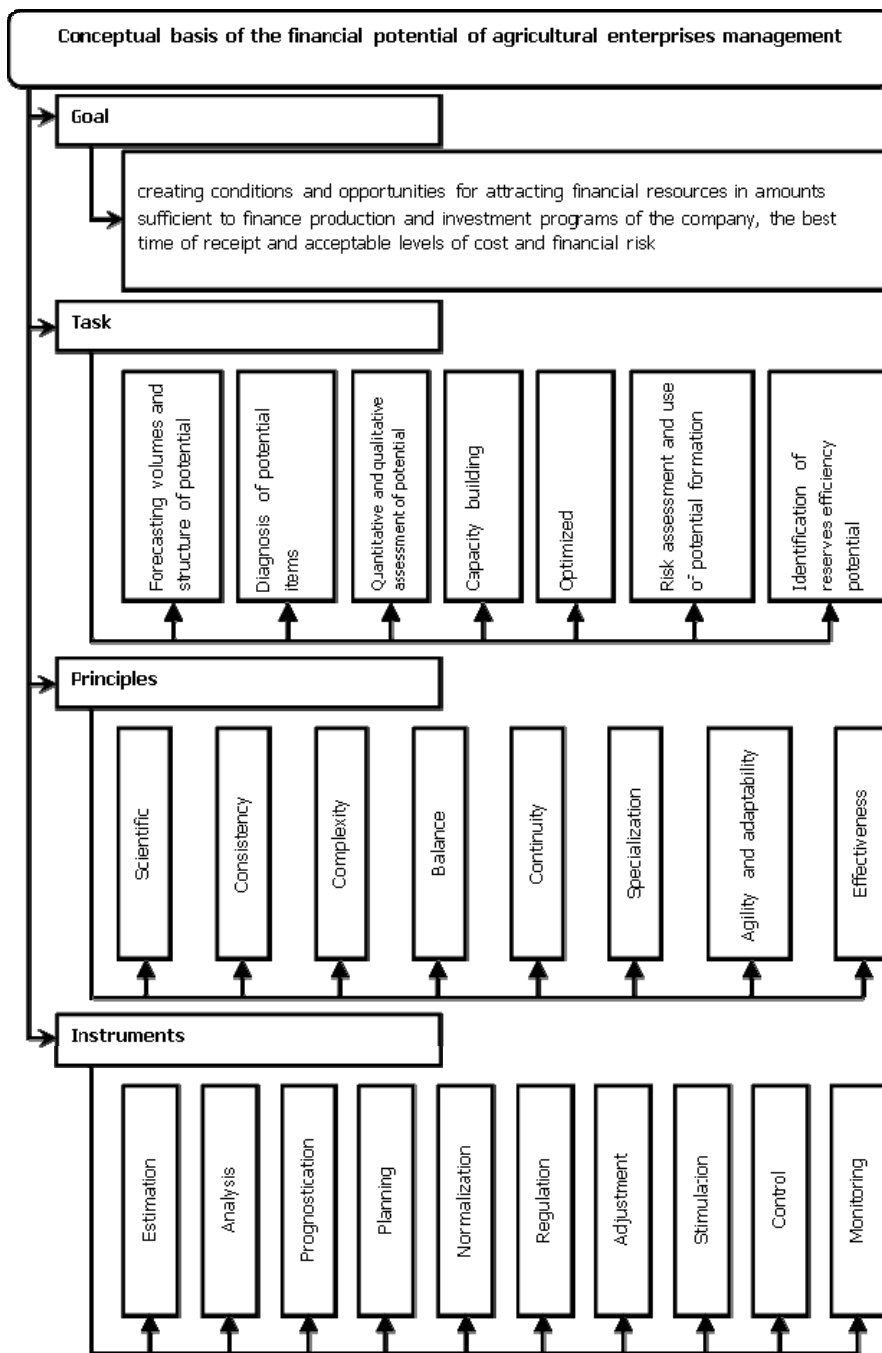 Conceptual basis of the financial potential of agricultural enterprises management
Goal
creating conditions and opportunities for attracting financial resources in amounts
sufficient to finance production and investment programs of the company, the best
time of receipt and acceptable levels of cost and financial risk
Task
Forecasting volumes and
structure of potential
Diagnosis of potential
items
Quantitative and qualitative
assessment of potential
Capacity building
Optimized
Risk assessment and use
of potential formation
Identification of
reserves efficiency
potential
Principles
Scientific
Consistency
Complexity
Balance
Continuity
Specialization
Agility and adaptability
Effectiveness
Instruments
Estimation
Analysis
Prognostication
Planning
Normalization
Regulation
Adjustment
Stimulation
Control
Monitoring